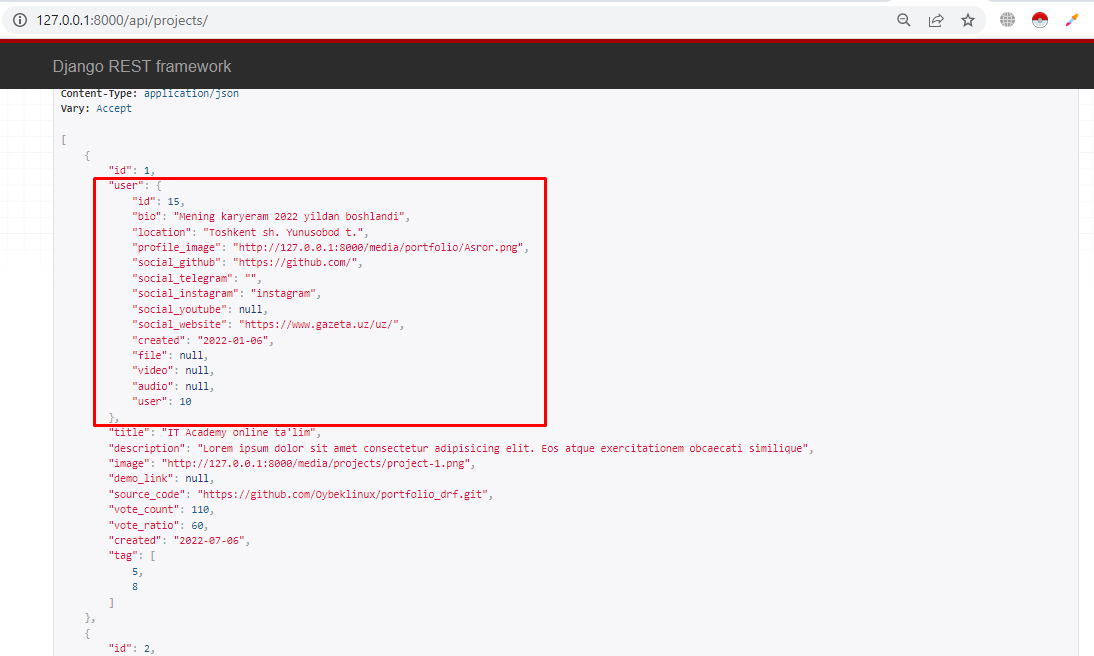 127.0.0.1:8000/api/projects/
Django REST framework
Content-Type: application/json
Vary: Accept
[
{
"id": 1,
"user": {
"id": 15,
"bio": "Mening karyeram 2022 yildan boshlandi",
"location": "Toshkent sh. Yunusobod t.",
"profile_image": "http://127.0.0.1:8000/media/portfolio/Asror.png",
"social_github": "https://github.com/",
"social_telegram": "",
"social_instagram": "instagram",
"social_youtube": null,
"social_website": "https://www.gazeta.uz/uz/",
"created": "2022-01-06",
"file": null,
"video": null,
"audio": null,
"user": 10
},
"title": "IT Academy online ta'lim",
"description": "Lorem ipsum dolor sit amet consectetur adipisicing elit. Eos atque exercitationem obcaecati similique",
"image": "http://127.0.0.1:8000/media/projects/project-1.png",
"demo_link": null,
"source_code": "https://github.com/Oybeklinux/portfolio_drf.git",
"vote_count": 110,
"vote_ratio": 60,
"created": "2022-07-06",
"tag": [
5,
8
]
},
{
"id": 2,